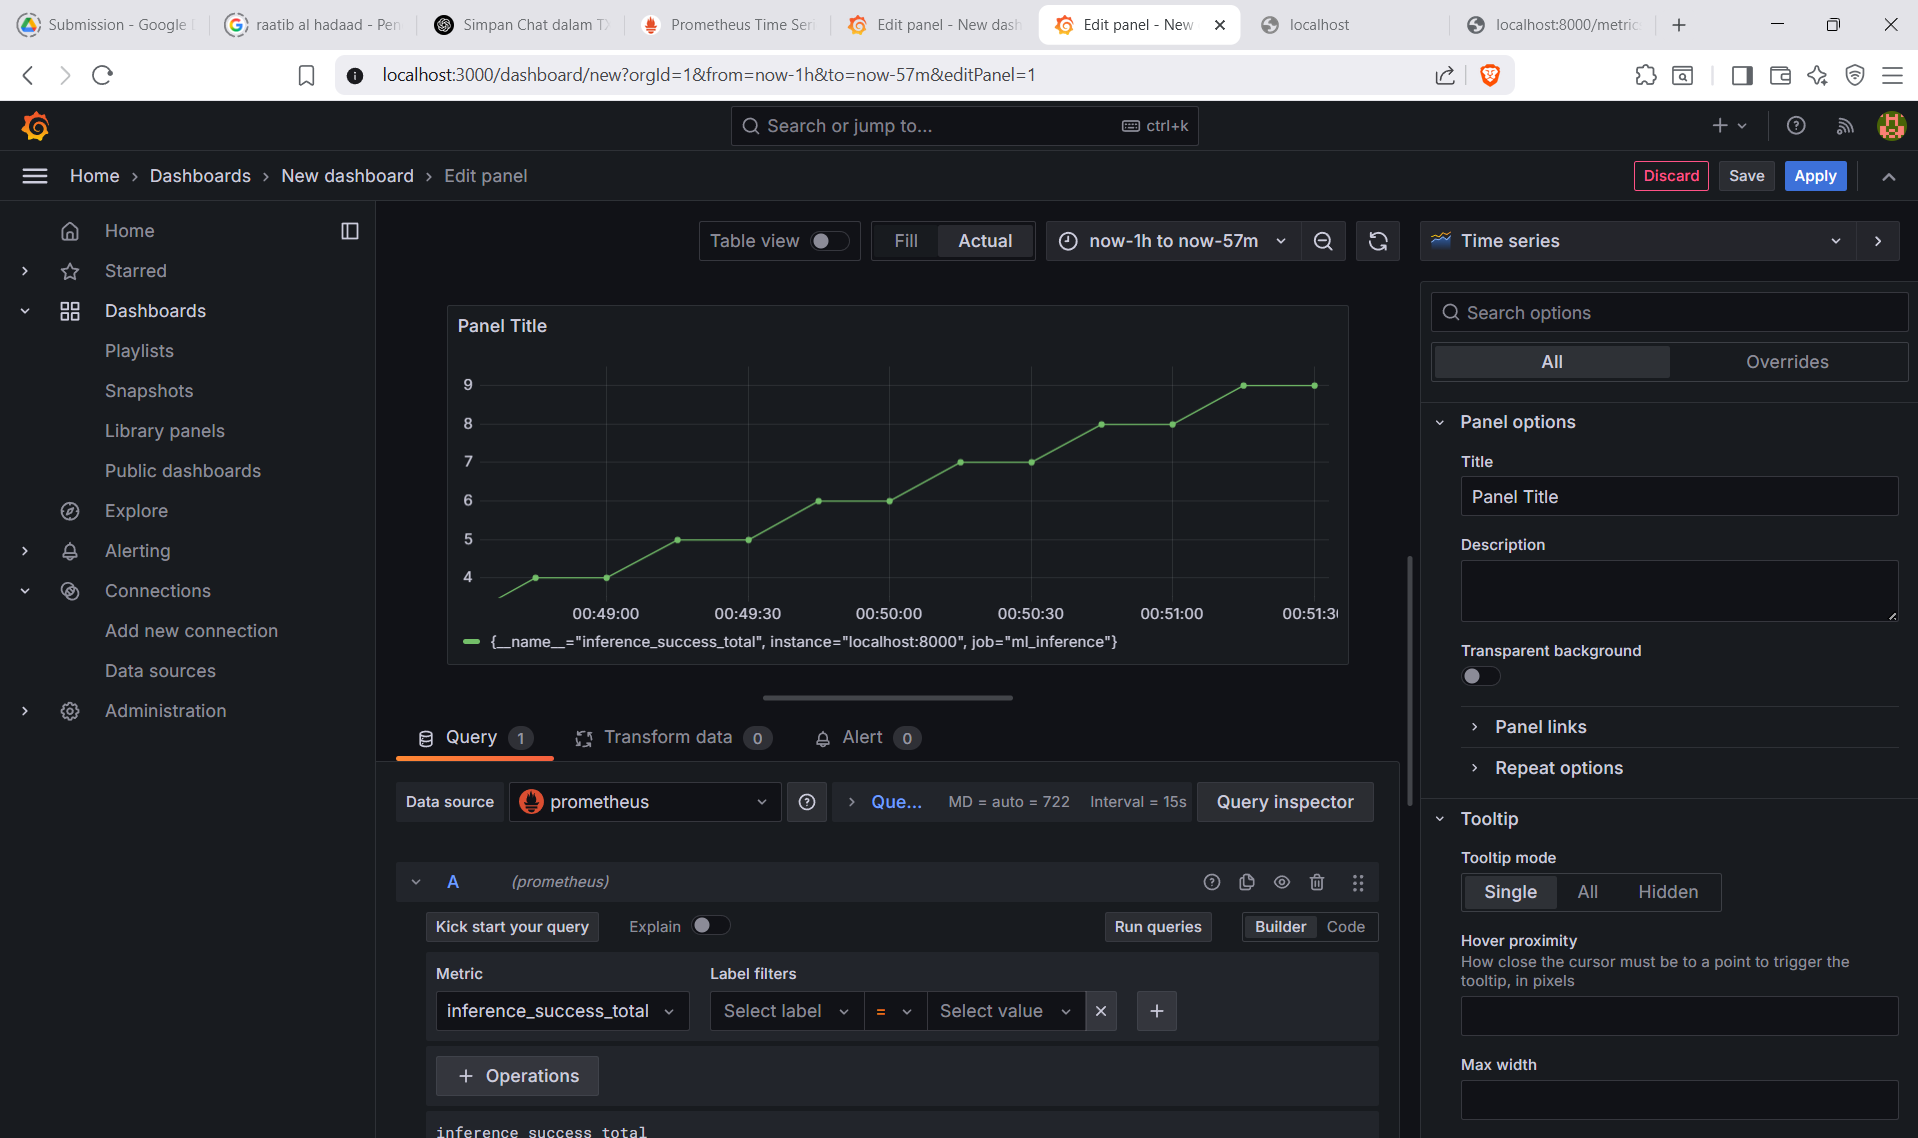 Submission - Google
raatib al hadaad - Pen
Simpan Chat dalam TX
Prometheus Time Seri
Edit panel - New dash
Edit panel - New
localhost
localhost:8000/metric
localhost:3000/dashboard/new?orgId=1&from=now-1h&to=now-57m&editPanel=1
Search or jump to...
ctrl+k
Home › Dashboards › New dashboard › Edit panel
Discard
Save
Apply
Home
Starred
Dashboards
Playlists
Snapshots
Library panels
Public dashboards
Explore
Alerting
Connections
Add new connection
Data sources
Administration
Table view
Fill
Actual
now-1h to now-57m
Time series
Panel Title
9
8
7
6
5
4
00:49:00
00:49:30
00:50:00
00:50:30
00:51:00
00:51:30
{__name__="inference_success_total", instance="localhost:8000", job="ml_inference"}
Query 1
Transform data 0
Alert 0
Data source
prometheus
Que...
MD = auto = 722
Interval = 15s
Query inspector
A
(prometheus)
Kick start your query
Explain
Run queries
Builder
Code
Metric
Label filters
inference_success_total
Select label
=
Select value
+ Operations
inference_success_total
Search options
All
Overrides
Panel options
Title
Panel Title
Description
Transparent background
Panel links
Repeat options
Tooltip
Tooltip mode
Single
All
Hidden
Hover proximity
How close the cursor must be to a point to trigger the
tooltip, in pixels
Max width